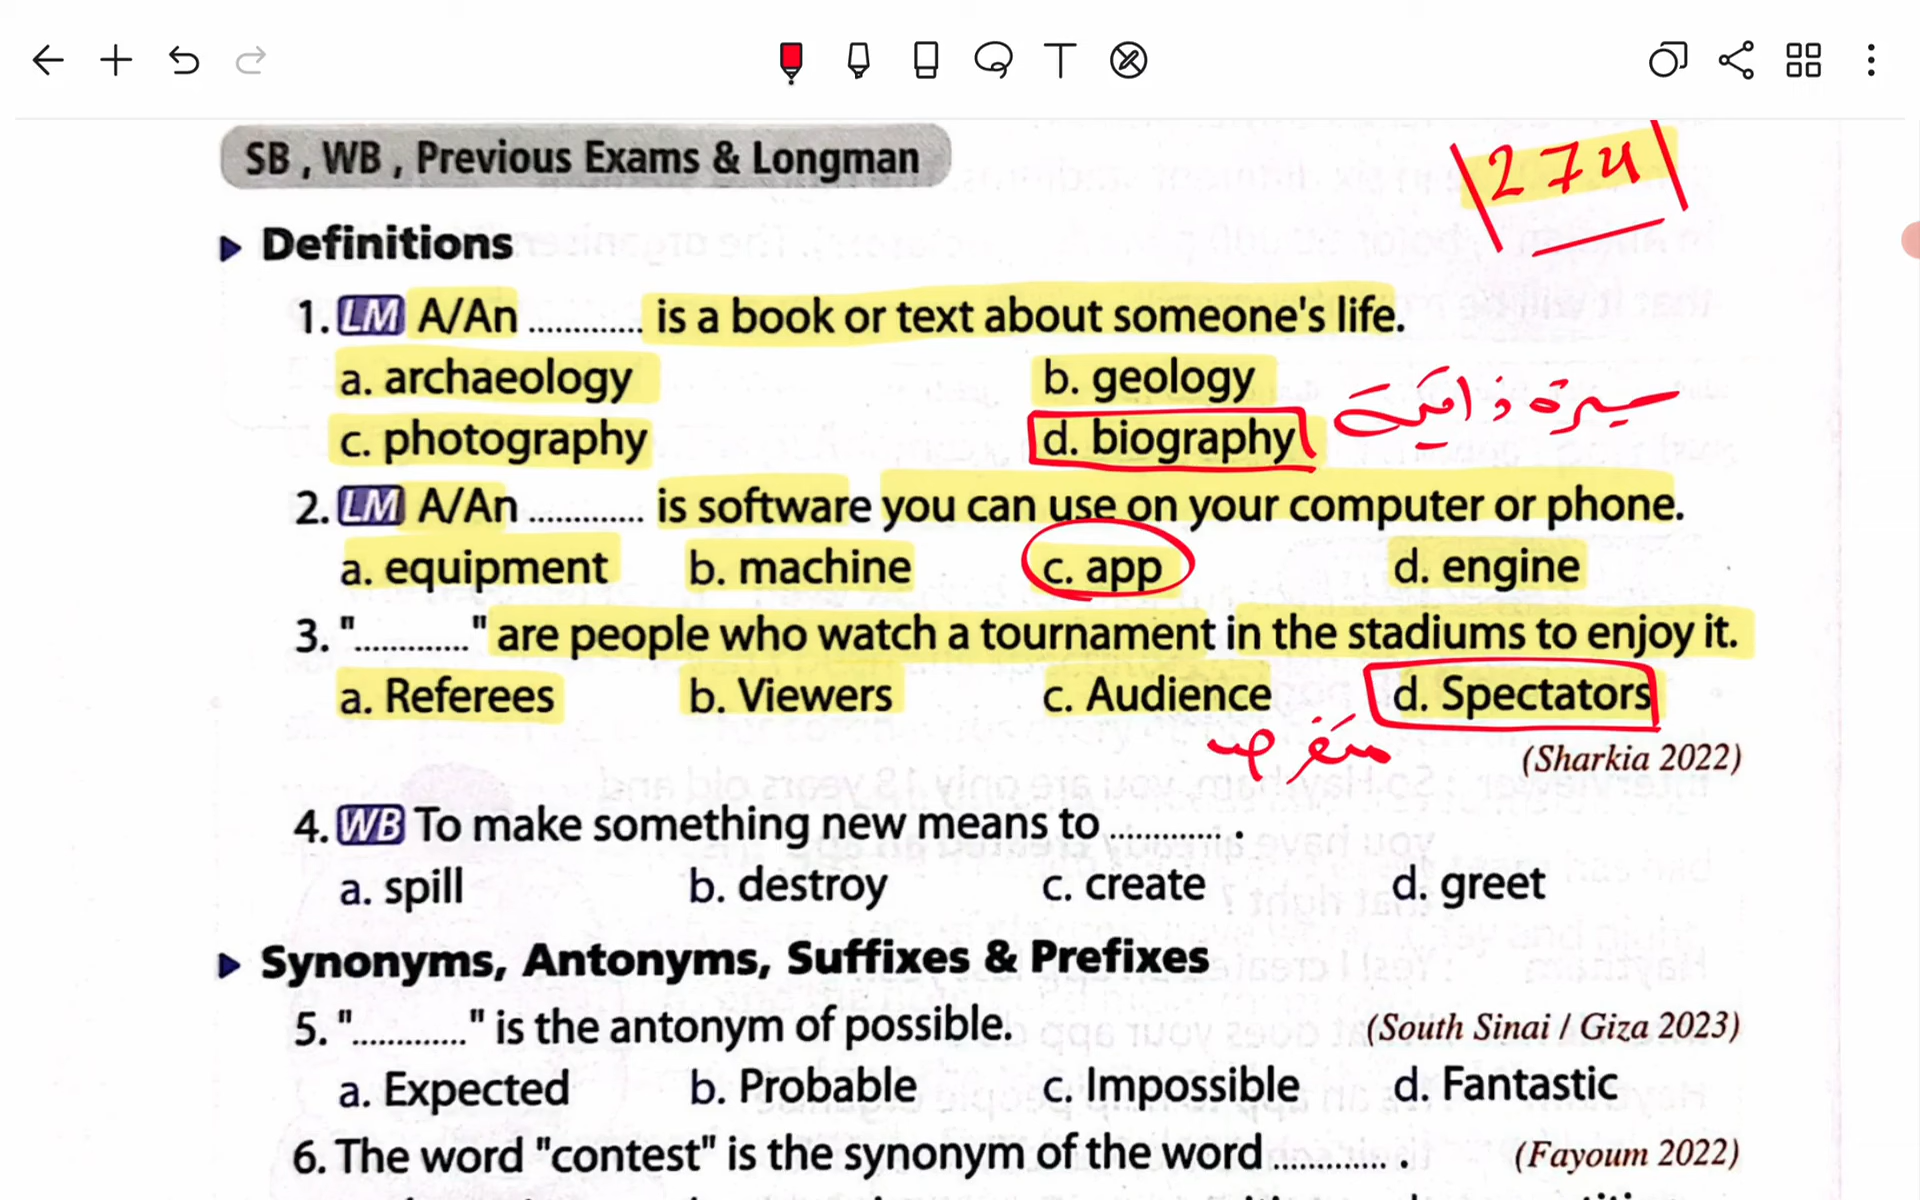 SB , WB , Previous Exams & Longman
|274|
Definitions
1. LM A/An ............. is a book or text about someone's life.
a. archaeology b. geology
c. photography d. biography سيرة ذاتية
2. LM A/An ............. is software you can use on your computer or phone.
a. equipment b. machine c. app d. engine
3. "............." are people who watch a tournament in the stadiums to enjoy it.
a. Referees b. Viewers c. Audience d. Spectators
(Sharkia 2022)
4. WB To make something new means to ............. .
a. spill b. destroy c. create d. greet
Synonyms, Antonyms, Suffixes & Prefixes
5. "............." is the antonym of possible. (South Sinai / Giza 2023)
a. Expected b. Probable c. Impossible d. Fantastic
6. The word "contest" is the synonym of the word ............. . (Fayoum 2022)